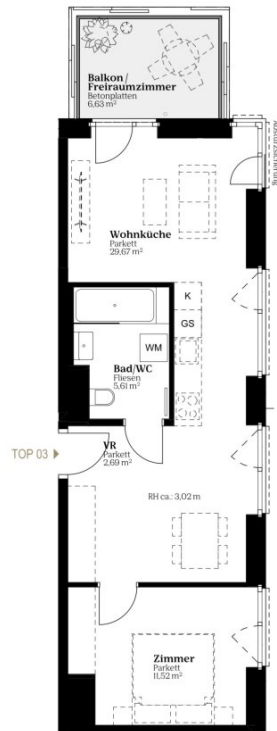 Balkon /
Freiraumzimmer
Betonplatten
6,63 m²
Absturzsicherung
Wohnküche
Parkett
29,67 m²
K
GS
WM
Bad/WC
Fliesen
5,61 m²
VR
Parkett
2,69 m²
TOP 03
RH ca.: 3,02 m
Zimmer
Parkett
11,52 m²